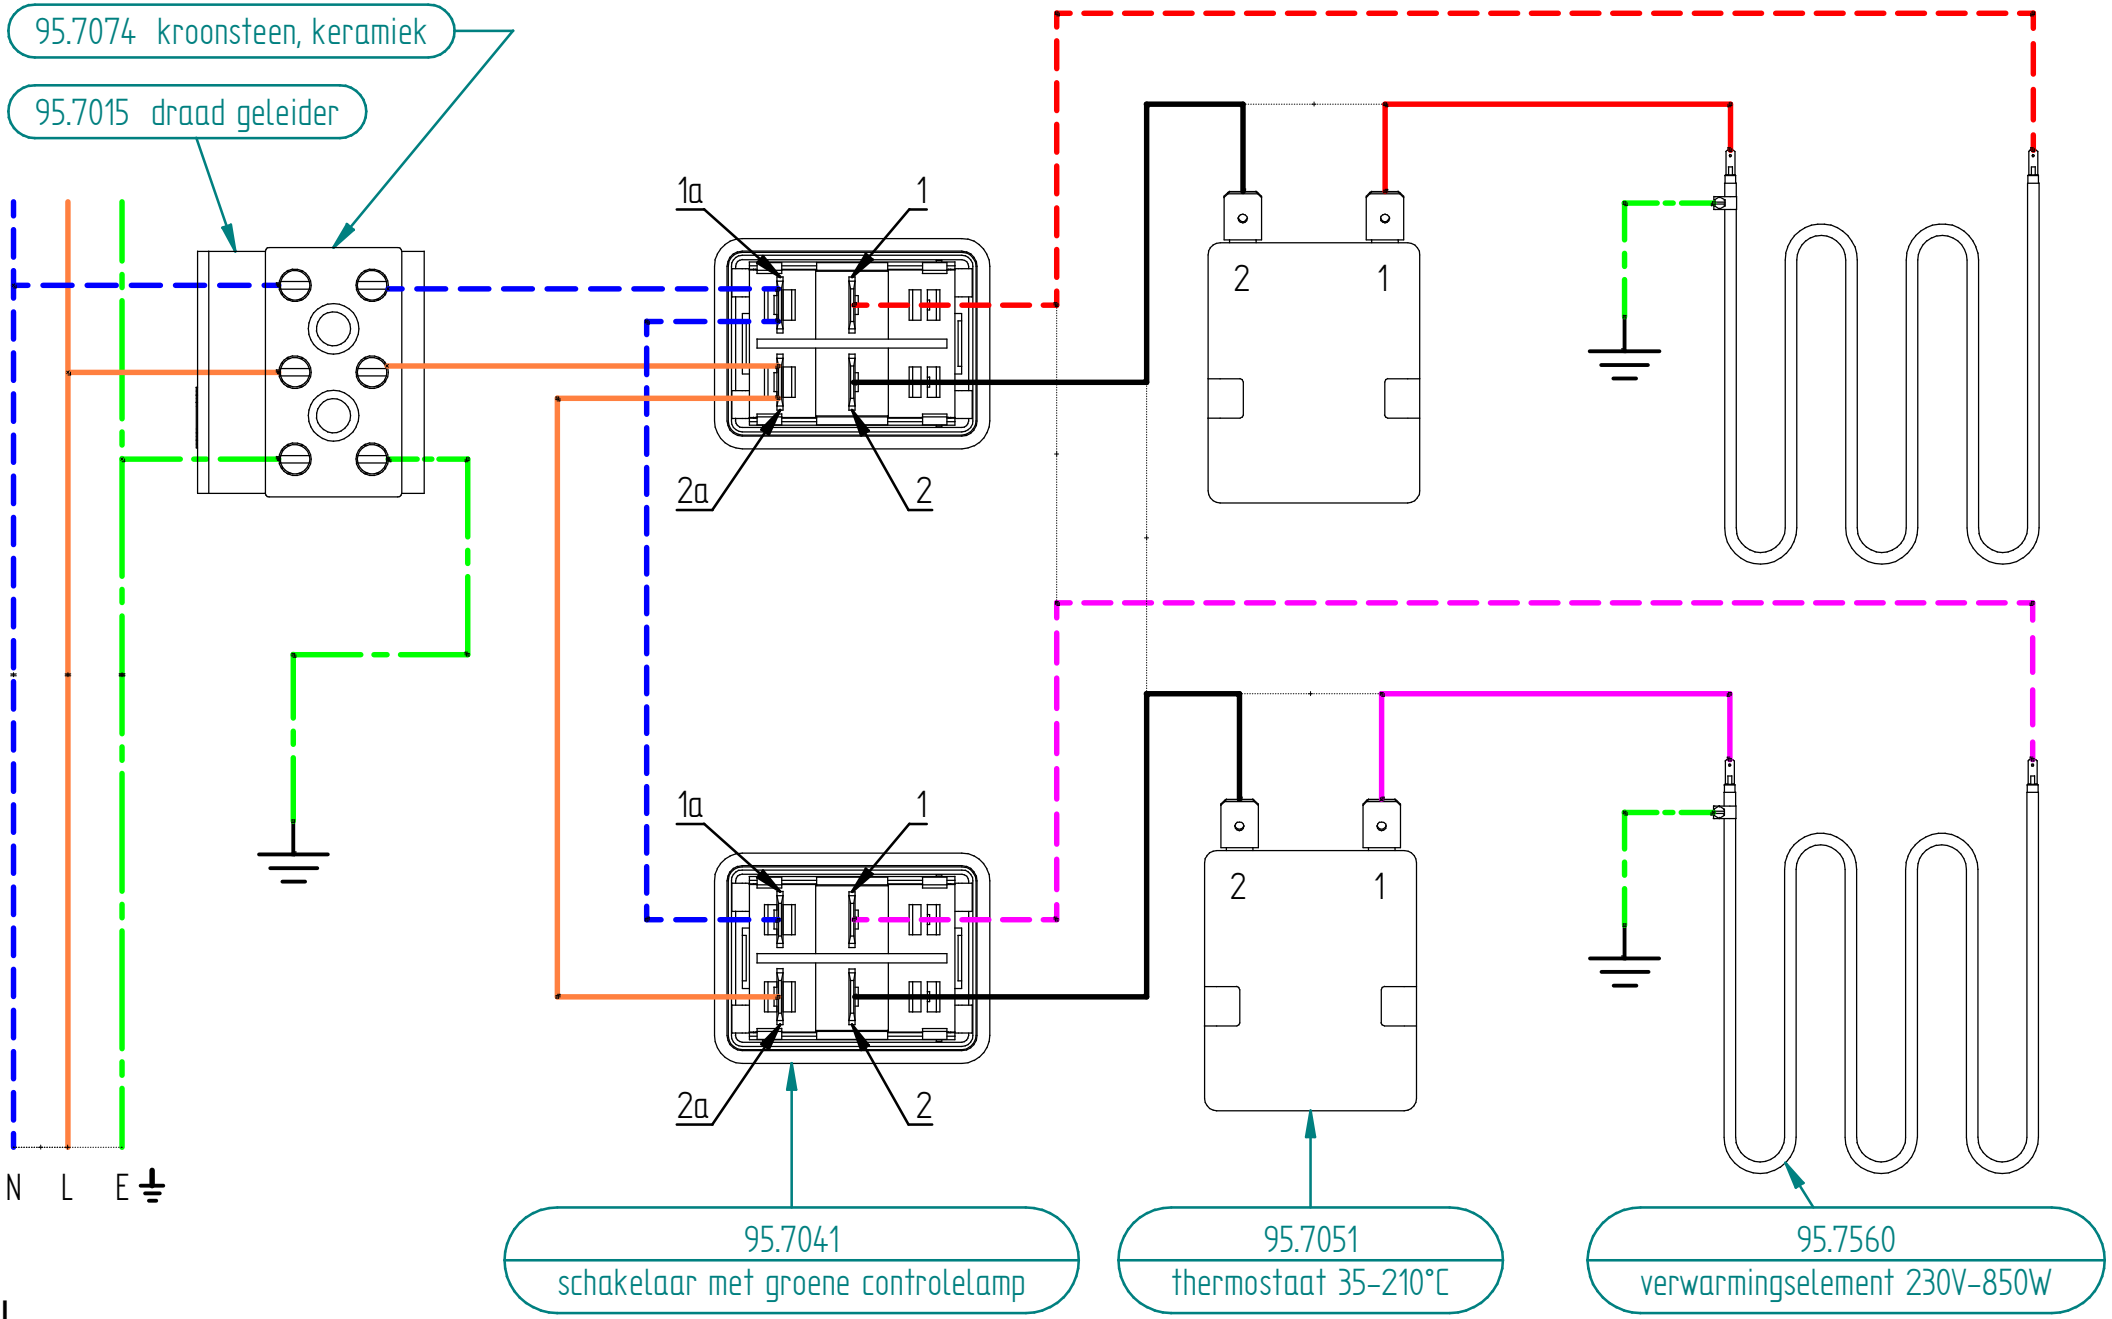 95.7074 kroonsteen, keramiek
95.7015 draad geleider
1a
1
2
1
2a
2
1a
1
2
1
2a
2
N
L
E
95.7041
schakelaar met groene controlelamp
95.7051
thermostaat 35-210°C
95.7560
verwarmingselement 230V-850W